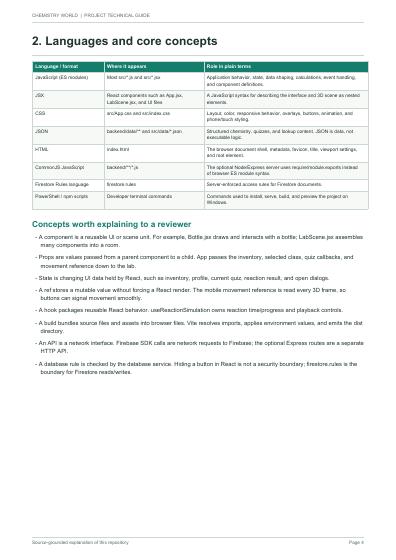 CHEMISTRY WORLD | PROJECT TECHNICAL GUIDE
2. Languages and core concepts
Language / format Where it appears Role in plain terms
JavaScript (ES modules) Most src/*.js and src/*.jsx Application behavior, state, data shaping, calculations, event handling,
and component definitions.
JSX React components such as App.jsx, A JavaScript syntax for describing the interface and 3D scene as nested
LabScene.jsx, and UI files elements.
CSS src/App.css and src/index.css Layout, color, responsive behavior, overlays, buttons, animation, and
phone/touch styling.
JSON backend/data/** and src/data/*.json Structured chemistry, quizzes, and lookup content. JSON is data, not
executable logic.
HTML index.html The browser document shell, metadata, favicon, title, viewport settings,
and root element.
CommonJS JavaScript backend/**/*.js The optional Node/Express server uses require/module.exports instead
of browser ES module syntax.
Firestore Rules language firestore.rules Server-enforced access rules for Firestore documents.
PowerShell / npm scripts Developer terminal commands Commands used to install, serve, build, and preview the project on
Windows.
Concepts worth explaining to a reviewer
- A component is a reusable UI or scene unit. For example, Bottle.jsx draws and interacts with a bottle; LabScene.jsx assembles
many components into a room.
- Props are values passed from a parent component to a child. App passes the inventory, selected class, quiz callbacks, and
movement reference down to the lab.
- State is changing UI data held by React, such as inventory, profile, current quiz, reaction result, and open dialogs.
- A ref stores a mutable value without forcing a React render. The mobile movement reference is read every 3D frame, so
buttons can signal movement smoothly.
- A hook packages reusable React behavior. useReactionSimulation owns reaction time/progress and playback controls.
- A build bundles source files and assets into browser files. Vite resolves imports, applies environment values, and emits the dist
directory.
- An API is a network interface. Firebase SDK calls are network requests to Firebase; the optional Express routes are a separate
HTTP API.
- A database rule is checked by the database service. Hiding a button in React is not a security boundary; firestore.rules is the
boundary for Firestore reads/writes.
Source-grounded explanation of this repository
Page 4